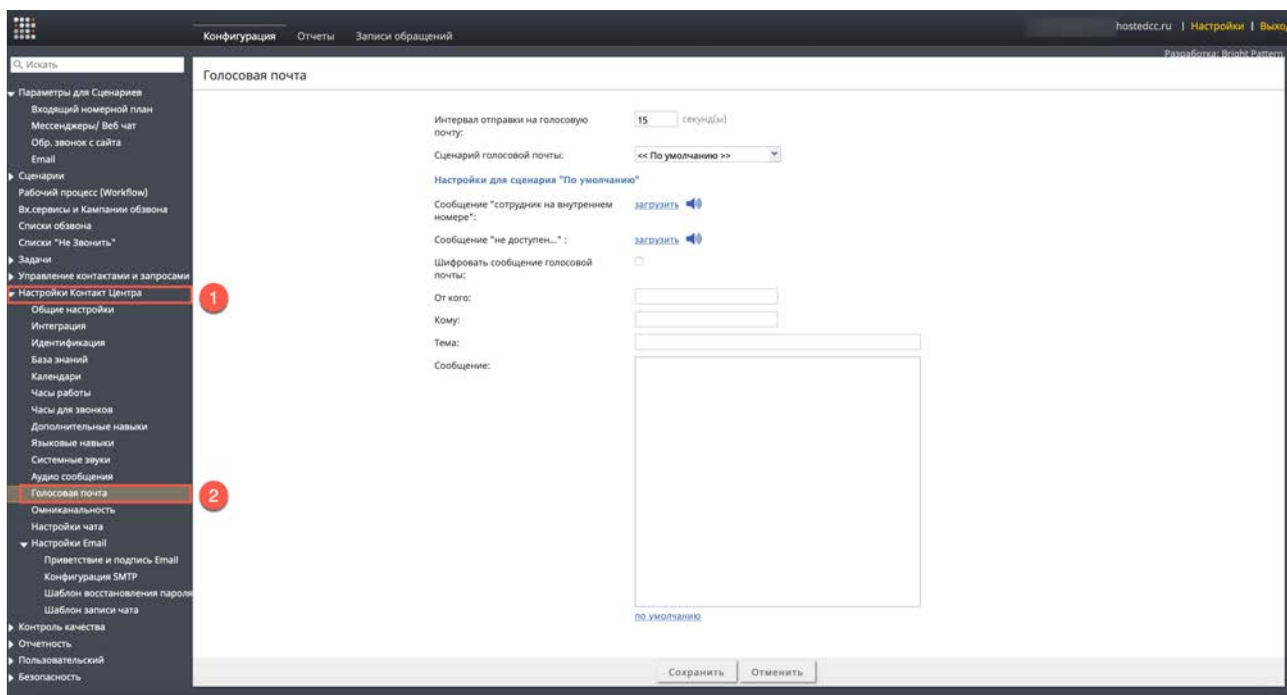 hostedcc.ru | Настройки | Выход
Конфигурация Отчеты Записи обращений
Разработка: Bright Pattern
Искать
Голосовая почта
Параметры для Сценариев
Входящий номерной план
Мессенджеры/ Веб чат
Обр. звонок с сайта
Email
Сценарии
Рабочий процесс (Workflow)
Вх.сервисы и Кампании обзвона
Списки обзвона
Списки "Не Звонить"
Задачи
Управление контактами и запросами
Настройки Контакт Центра
1
Общие настройки
Интеграция
Идентификация
База знаний
Календари
Часы работы
Часы для звонков
Дополнительные навыки
Языковые навыки
Системные звуки
Аудио сообщения
Голосовая почта
2
Омниканальность
Настройки чата
Настройки Email
Приветствие и подпись Email
Конфигурация SMTP
Шаблон восстановления пароля
Шаблон записи чата
Контроль качества
Отчетность
Пользовательский
Безопасность
Интервал отправки на голосовую 15 секунд(ы)
почту:
Сценарий голосовой почты: << По умолчанию >>
Настройки для сценария "По умолчанию"
Сообщение "сотрудник на внутреннем загрузить
номере":
Сообщение "не доступен..." : загрузить
Шифровать сообщение голосовой
почты:
От кого:
Кому:
Тема:
Сообщение:
по умолчанию
Сохранить Отменить